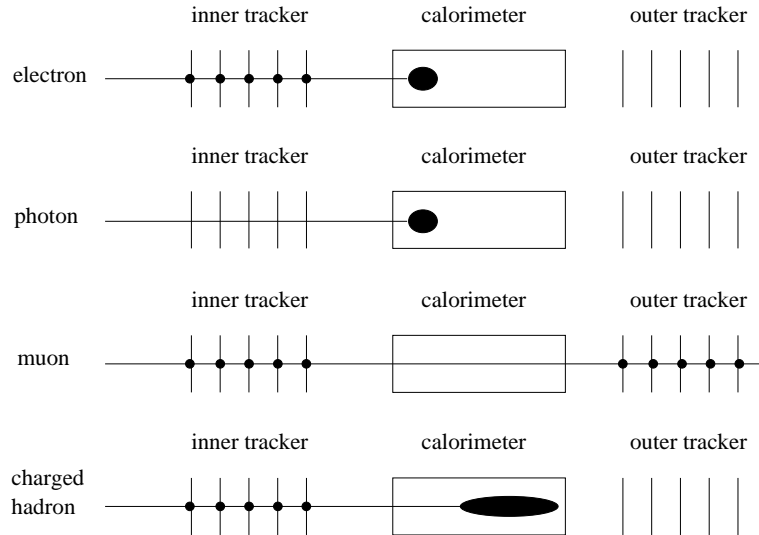 inner tracker calorimeter outer tracker
electron
inner tracker calorimeter outer tracker
photon
inner tracker calorimeter outer tracker
muon
inner tracker calorimeter outer tracker
charged
hadron